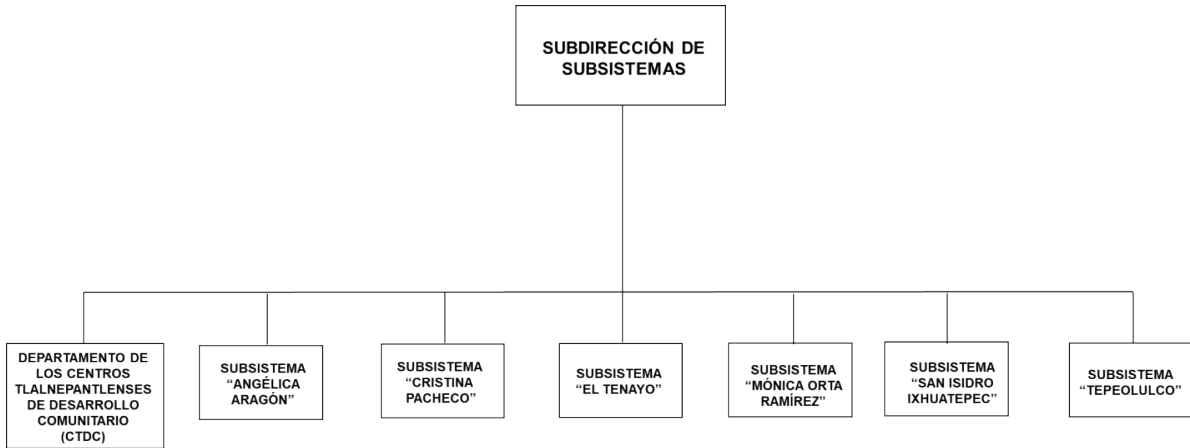 SUBDIRECCIÓN DE
SUBSISTEMAS
DEPARTAMENTO DE
LOS CENTROS
TLALNEPANTLENSES
DE DESARROLLO
COMUNITARIO
(CTDC)
SUBSISTEMA
“ANGÉLICA
ARAGÓN”
SUBSISTEMA
“CRISTINA
PACHECO”
SUBSISTEMA
“EL TENAYO”
SUBSISTEMA
“MÓNICA ORTA
RAMÍREZ”
SUBSISTEMA
“SAN ISIDRO
IXHUATEPEC”
SUBSISTEMA
“TEPEOLULCO”